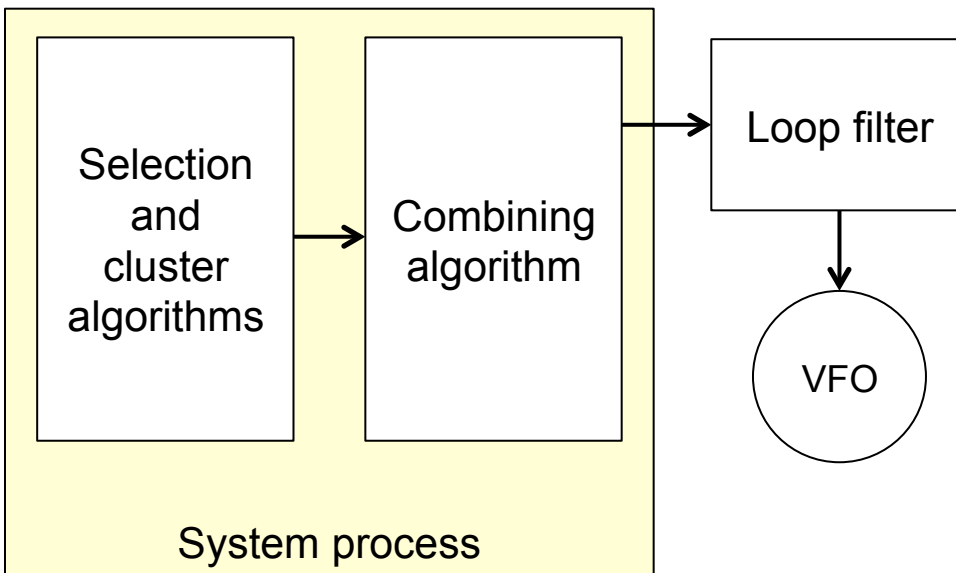 Selection
and
cluster
algorithms
Combining
algorithm
Loop filter
VFO
System process